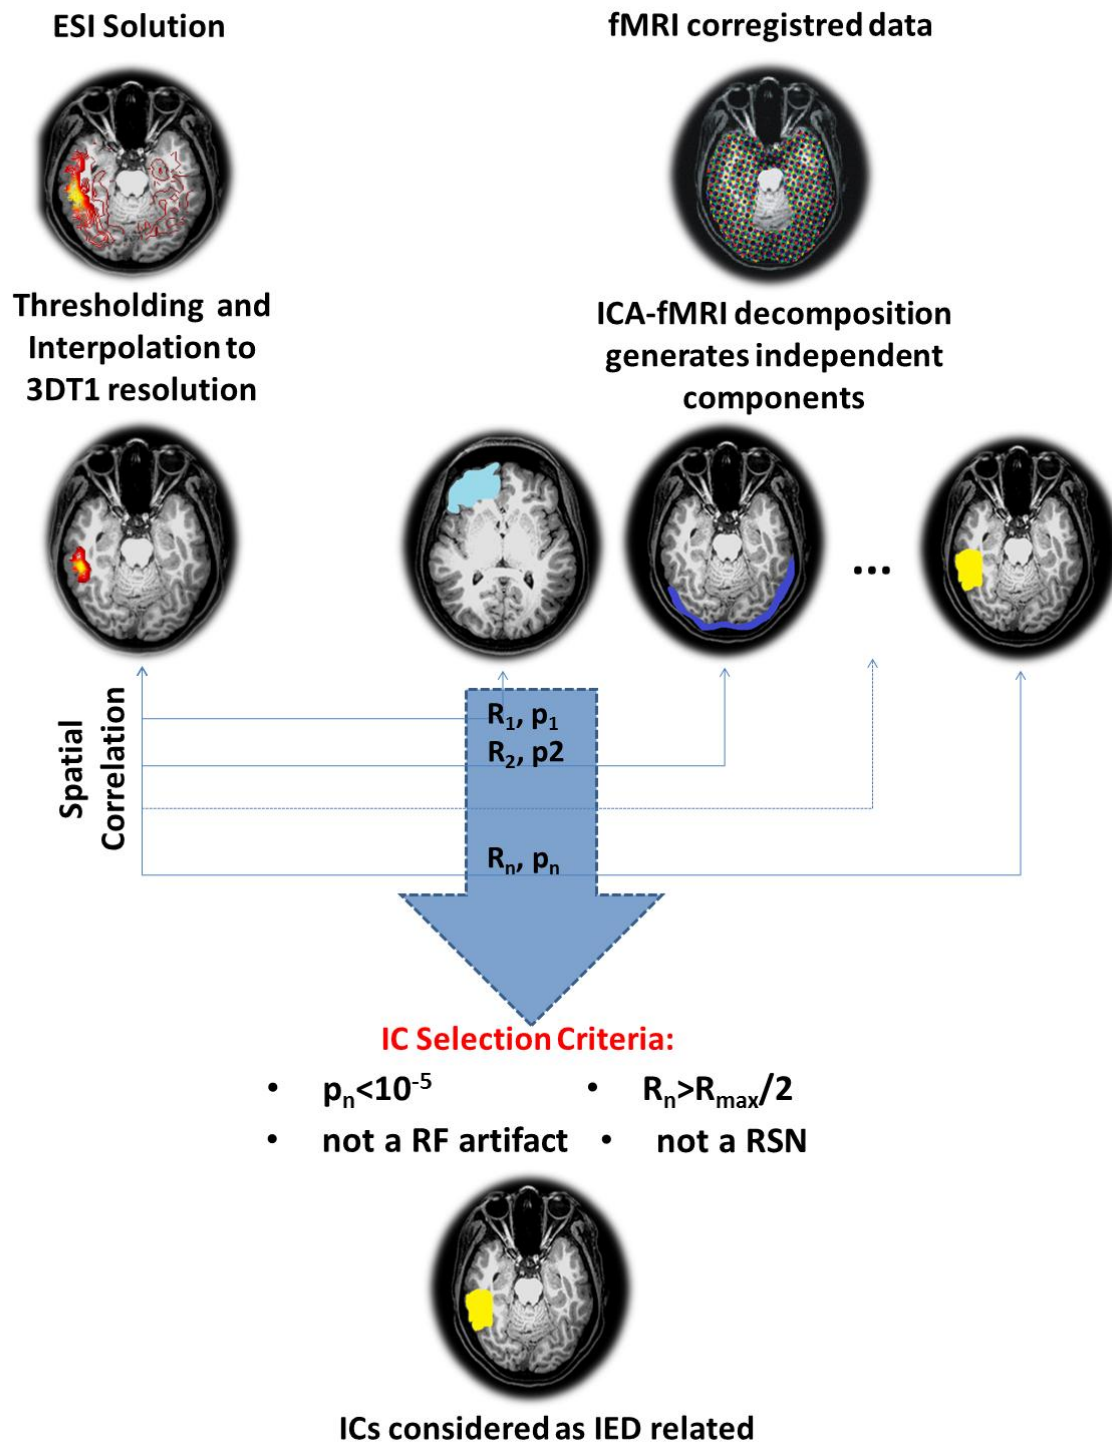 ESI Solution
fMRI corregistred data
Thresholding and
Interpolation to
3DT1 resolution
ICA-fMRI decomposition
generates independent
components
...
Spatial
Correlation
R₁, p₁
R₂, p2
Rₙ, pₙ
IC Selection Criteria:
• pₙ<10⁻⁵ • Rₙ>Rₘₐₓ/2
• not a RF artifact • not a RSN
ICs considered as IED related